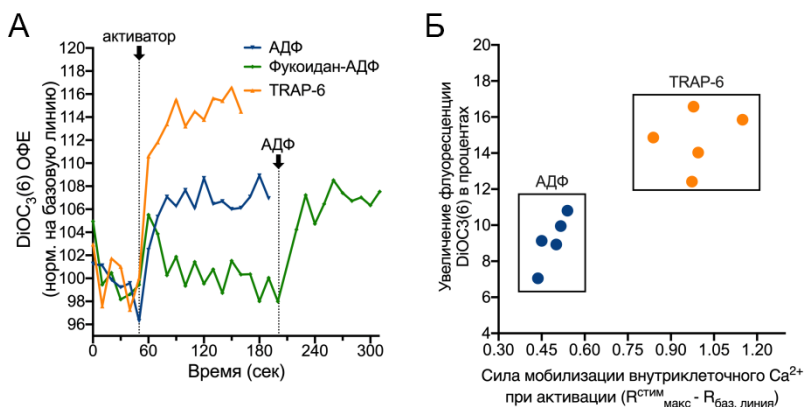 А
активатор
АДФ
Фукоидан-АДФ
TRAP-6
АДФ
DiOC3(6) ОФЕ
(норм. на базовую линию)
120
118
116
114
112
110
108
106
104
102
100
98
96
0
60
120
180
240
300
Время (сек)
Б
Увеличение флуоресценции
DiOC3(6) в процентах
20
18
16
14
12
10
8
6
4
TRAP-6
АДФ
0.30
0.45
0.60
0.75
0.90
1.05
1.20
Сила мобилизации внутриклеточного Ca2+
при активации (Rстиммакс - Rбаз. линия)